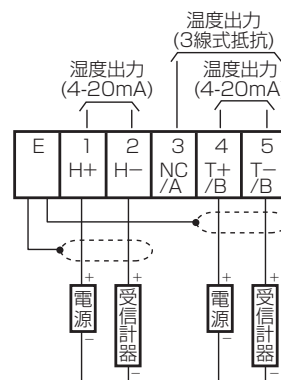 温度出力
(3線式抵抗)
湿度出力
(4-20mA)
温度出力
(4-20mA)
E
1
H+
2
H−
3
NC
/A
4
T+
/B
5
T−
/B
+
電源
−
+
受信計器
−
+
電源
−
+
受信計器
−